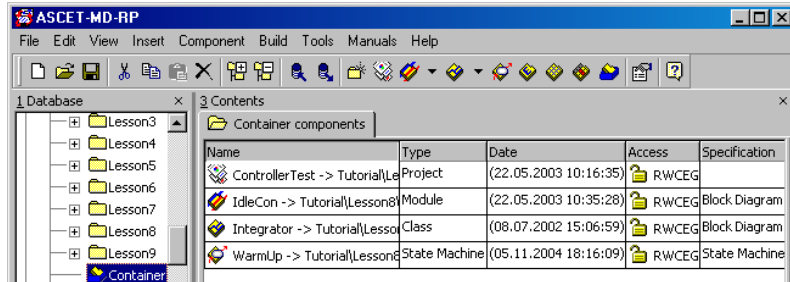 ASCET-MD-RP
File Edit View Insert Component Build Tools Manuals Help
1 Database
3 Contents
Lesson3
Lesson4
Lesson5
Lesson6
Lesson7
Lesson8
Lesson9
Container
Container components
Name Type Date Access Specification
ControllerTest -> Tutorial\Le Project (22.05.2003 10:16:35) RWCEG
IdleCon -> Tutorial\Lesson8\ Module (22.05.2003 10:35:28) RWCEG Block Diagram
Integrator -> Tutorial\Lesso Class (08.07.2002 15:06:59) RWCEG Block Diagram
WarmUp -> Tutorial\Lesson8 State Machine (05.11.2004 18:16:09) RWCEG State Machine